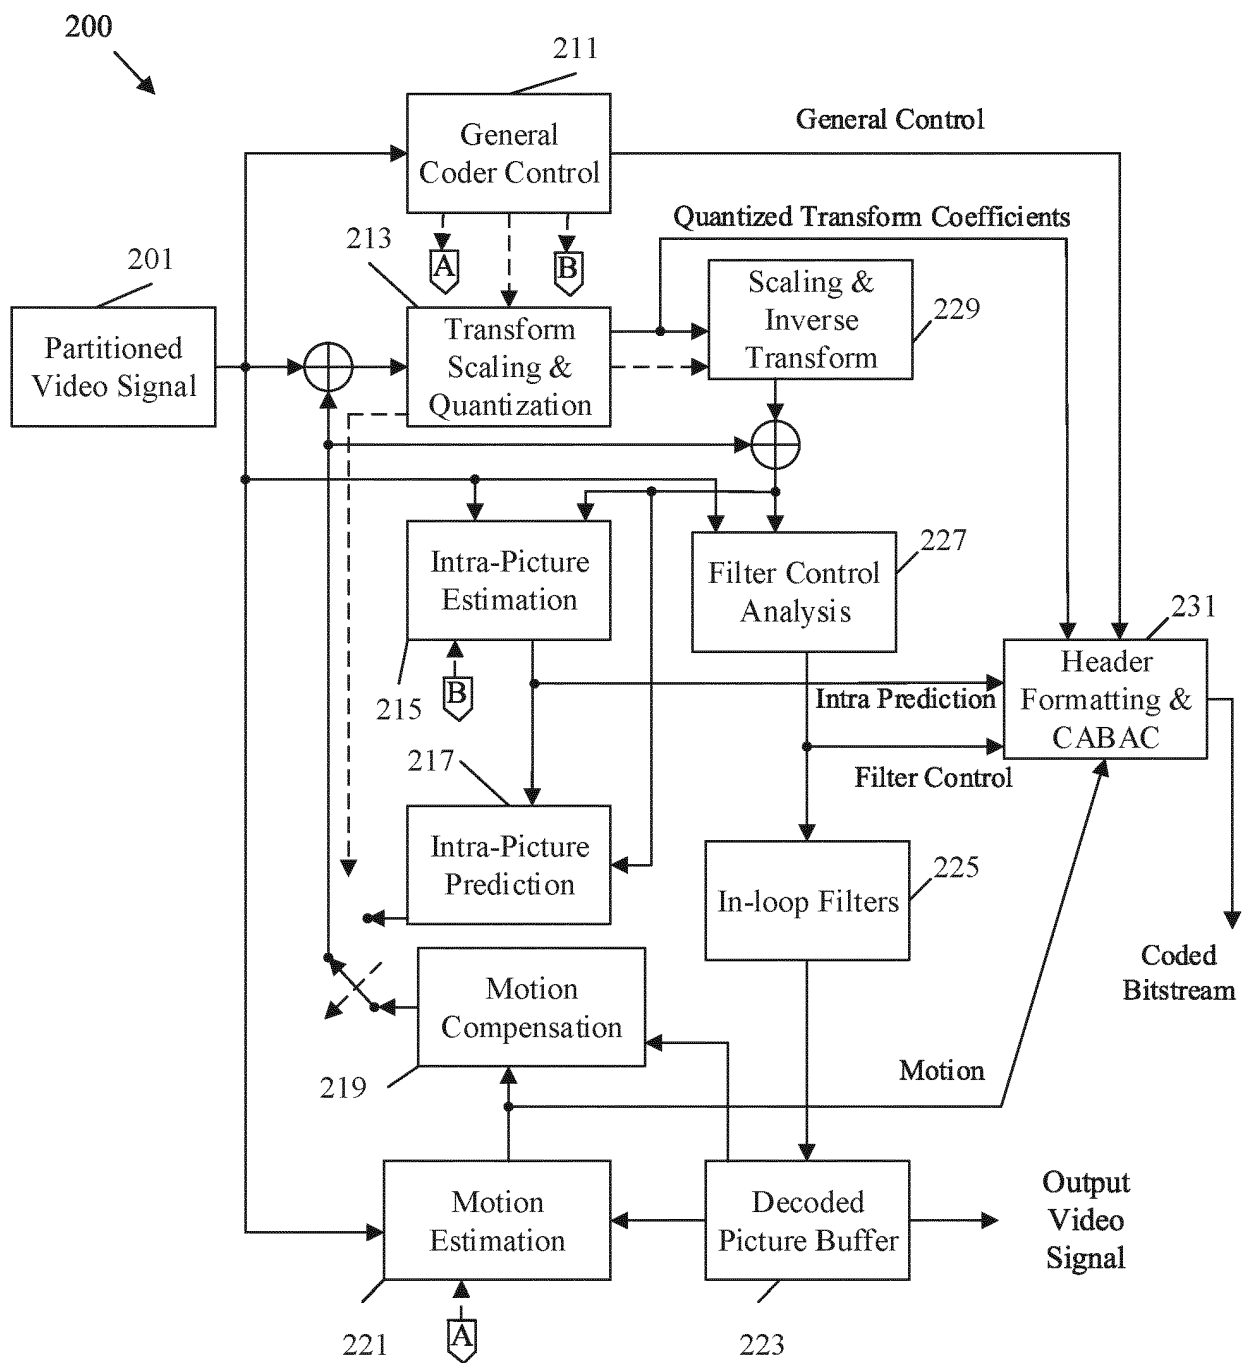 200
211
General
Coder Control
General Control
Quantized Transform Coefficients
A
B
213
201
Partitioned
Video Signal
Transform
Scaling &
Quantization
Scaling &
Inverse
Transform
229
Intra-Picture
Estimation
215
B
Filter Control
Analysis
227
231
Header
Formatting &
CABAC
Intra Prediction
Filter Control
217
Intra-Picture
Prediction
In-loop Filters
225
Coded
Bitstream
Motion
Compensation
219
Motion
Motion
Estimation
221
A
Decoded
Picture Buffer
223
Output
Video
Signal